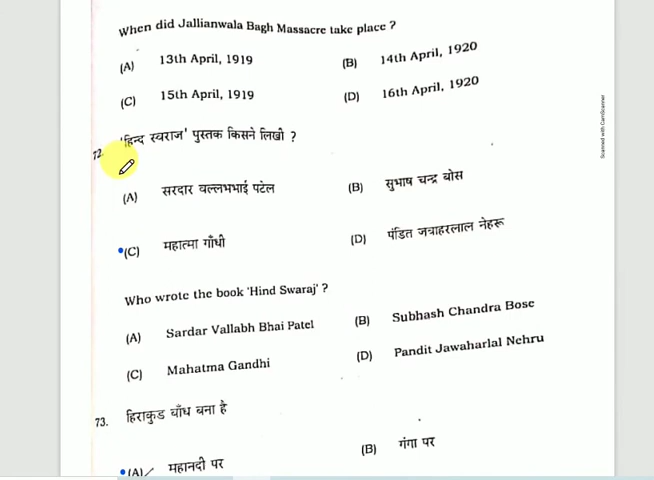 When did Jallianwala Bagh Massacre take place ?
(A) 13th April, 1919 (B) 14th April, 1920
(C) 15th April, 1919 (D) 16th April, 1920
72. 'हिन्द स्वराज' पुस्तक किसने लिखी ?
(A) सरदार वल्लभभाई पटेल (B) सुभाष चन्द्र बोस
(C) महात्मा गाँधी (D) पंडित जवाहरलाल नेहरू
Who wrote the book 'Hind Swaraj' ?
(A) Sardar Vallabh Bhai Patel (B) Subhash Chandra Bose
(C) Mahatma Gandhi (D) Pandit Jawaharlal Nehru
73. हिराकुड बाँध बना है
(A) महानदी पर (B) गंगा पर
Scanned with CamScanner